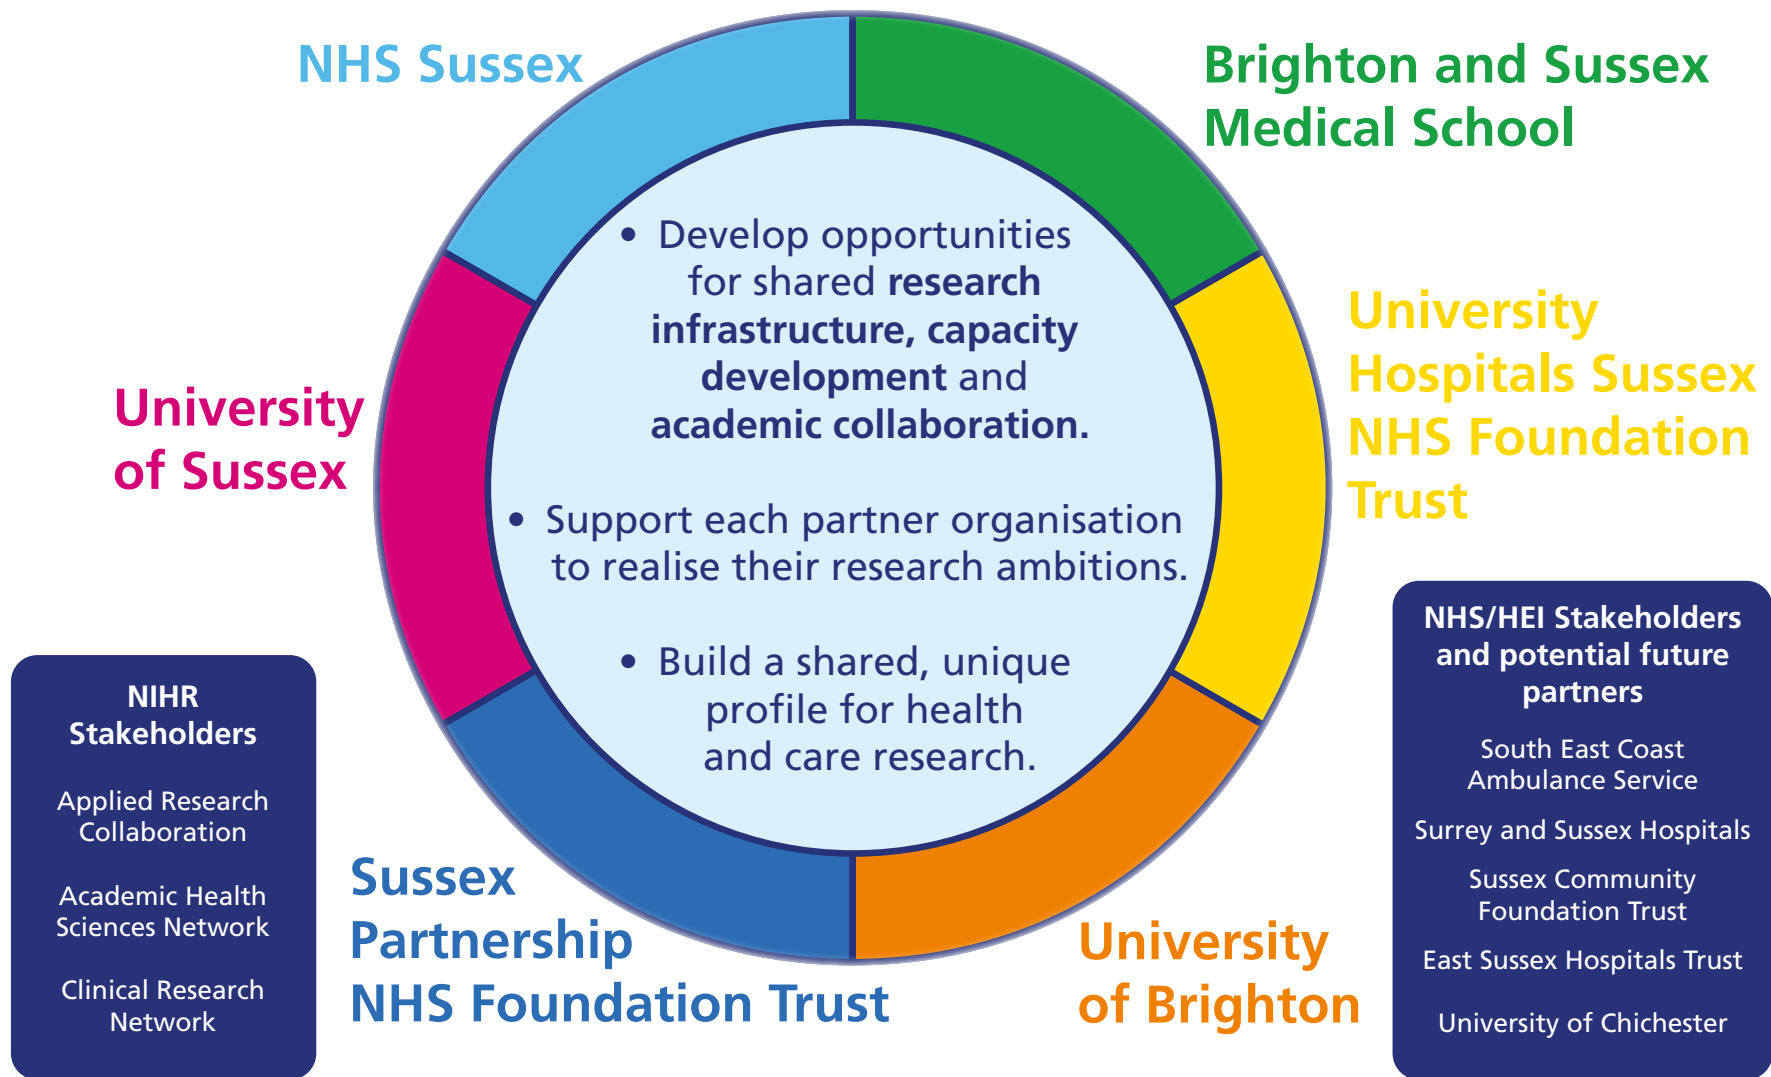 NHS Sussex
Brighton and Sussex
Medical School
• Develop opportunities
for shared research
infrastructure, capacity
development and
academic collaboration.
• Support each partner organisation
to realise their research ambitions.
• Build a shared, unique
profile for health
and care research.
University
Hospitals Sussex
NHS Foundation
Trust
University
of Sussex
NIHR
Stakeholders
Applied Research
Collaboration
Academic Health
Sciences Network
Clinical Research
Network
Sussex
Partnership
NHS Foundation Trust
University
of Brighton
NHS/HEI Stakeholders
and potential future
partners
South East Coast
Ambulance Service
Surrey and Sussex Hospitals
Sussex Community
Foundation Trust
East Sussex Hospitals Trust
University of Chichester